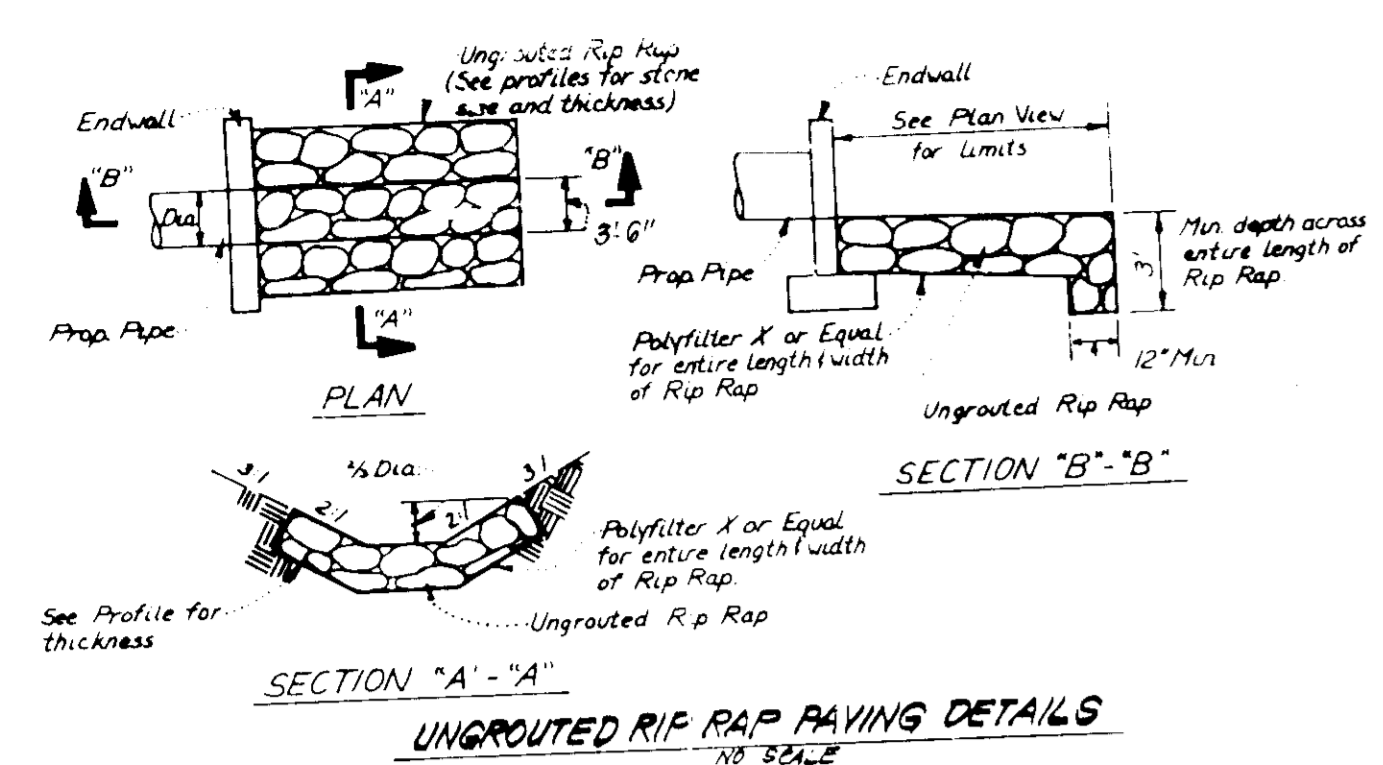 Ungrouted Rip Rap
(See profiles for stone
size and thickness)
Endwall
"A"
"B"
"B"
Dia.
3'.6"
Prop. Pipe
"A"
PLAN
Endwall
See Plan View
for Limits
Prop. Pipe
3'
Min. depth across
entire length of
Rip Rap.
Polyfilter X or Equal
for entire length & width
of Rip Rap
12" Min
Ungrouted Rip Rap
SECTION "B"-"B"
3:1
2:1
2/3 Dia.
2:1
3:1
Polyfilter X or Equal
for entire length & width
of Rip Rap.
See Profile for
thickness
Ungrouted Rip Rap
SECTION "A"-"A"
UNGROUTED RIP RAP PAVING DETAILS
NO SCALE